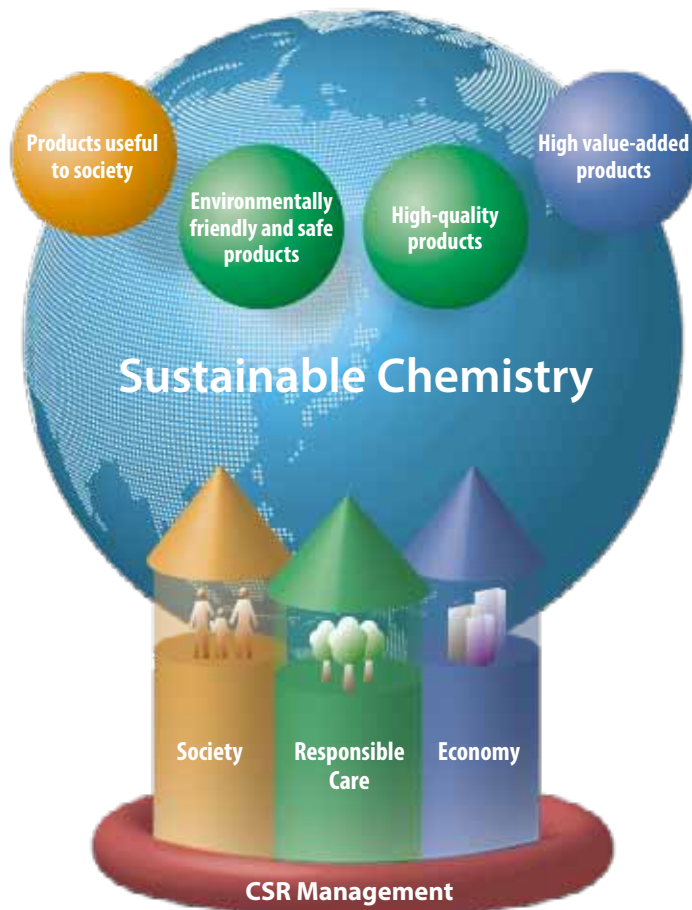 Products useful
to society
Environmentally
friendly and safe
products
High-quality
products
High value-added
products
Sustainable Chemistry
Society
Responsible
Care
Economy
CSR Management